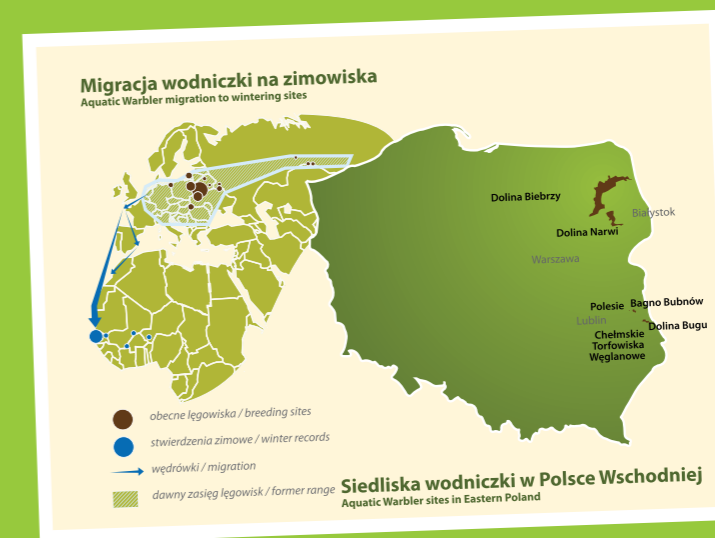 Migracja wodniczki na zimowiska
Aquatic Warbler migration to wintering sites
Dolina Biebrzy
Białystok
Dolina Narwi
Warszawa
Polesie
Bagno Bubnów
Lublin
Dolina Bugu
Chełmskie
Torfowiska
Węglanowe
obecne lęgowiska / breeding sites
stwierdzenia zimowe / winter records
wędrówki / migration
dawny zasięg lęgowisk / former range
Siedliska wodniczki w Polsce Wschodniej
Aquatic Warbler sites in Eastern Poland